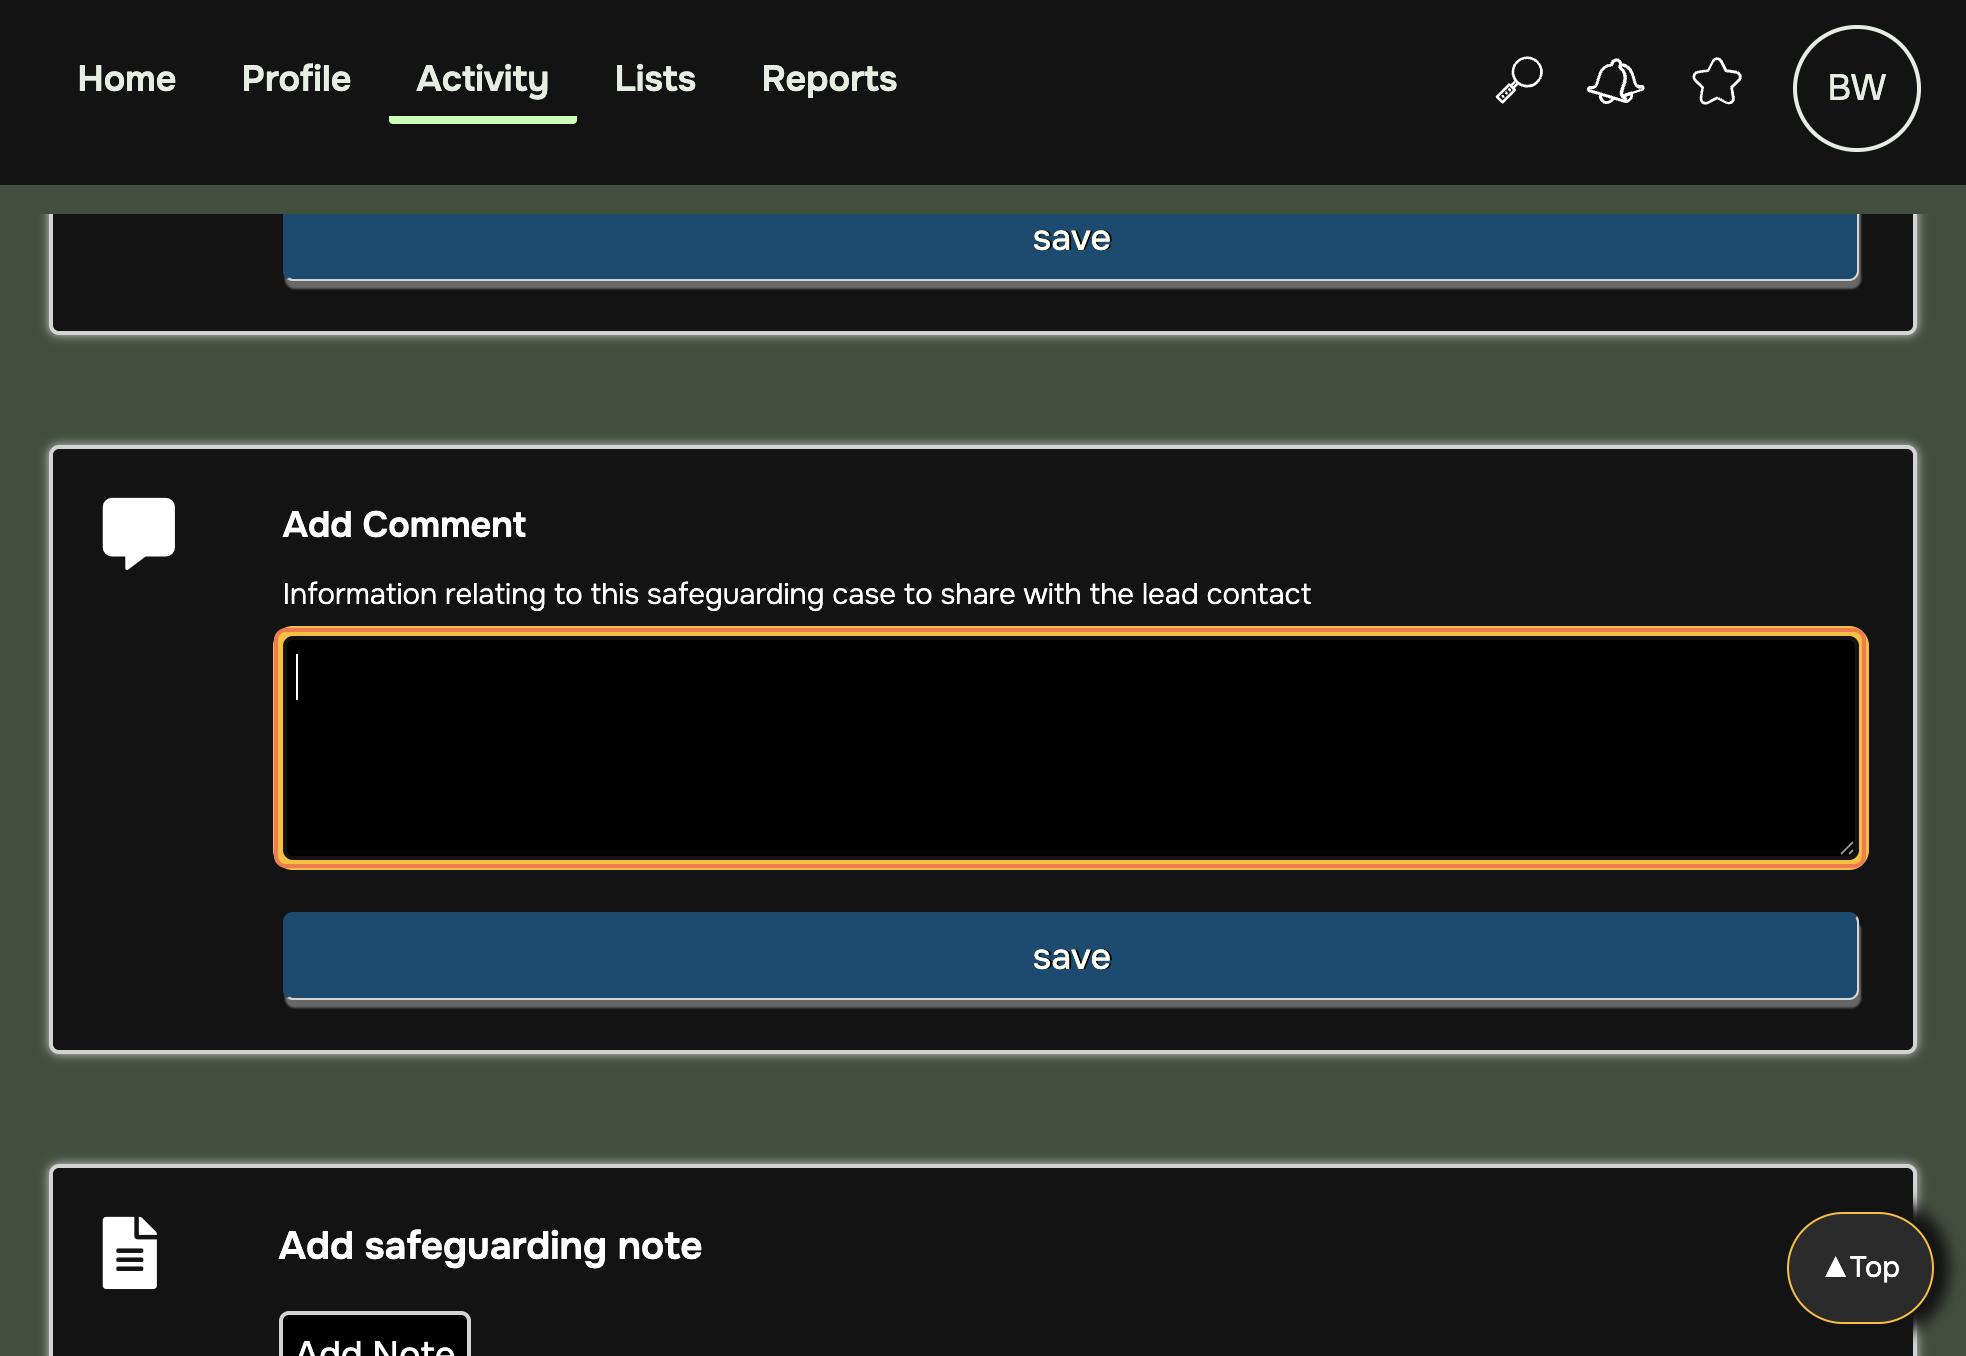 Home Profile Activity Lists Reports BW
save
Add Comment
Information relating to this safeguarding case to share with the lead contact
save
Add safeguarding note
▲Top
Add Note